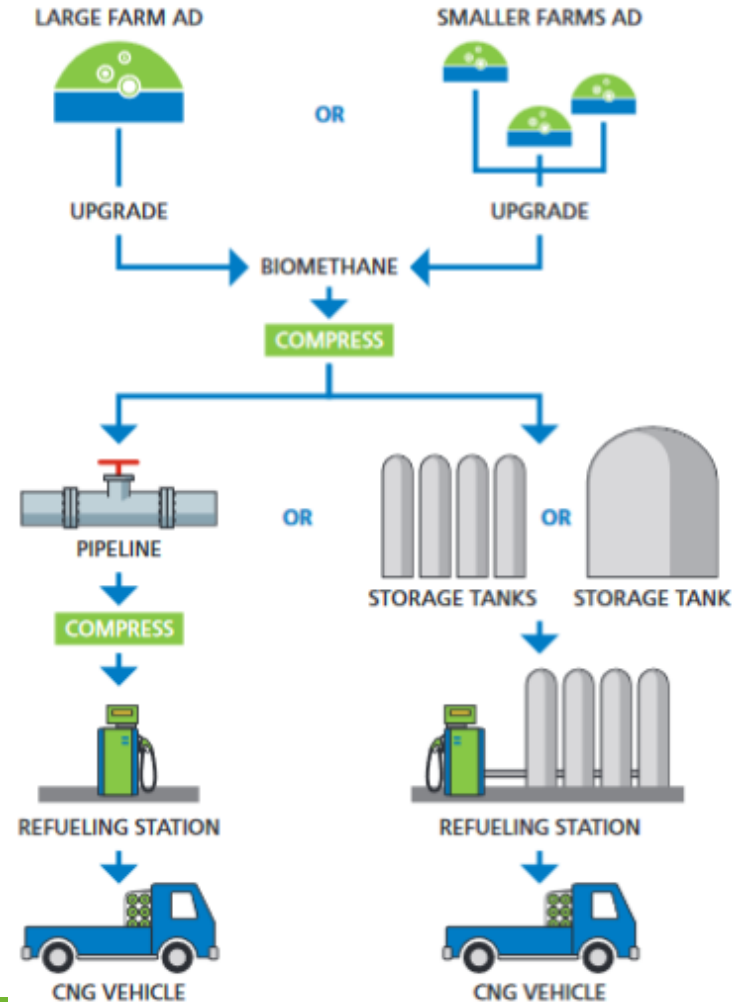 LARGE FARM AD
SMALLER FARMS AD
OR
UPGRADE
UPGRADE
BIOMETHANE
COMPRESS
OR
OR
PIPELINE
STORAGE TANKS
STORAGE TANK
COMPRESS
REFUELING STATION
REFUELING STATION
CNG VEHICLE
CNG VEHICLE